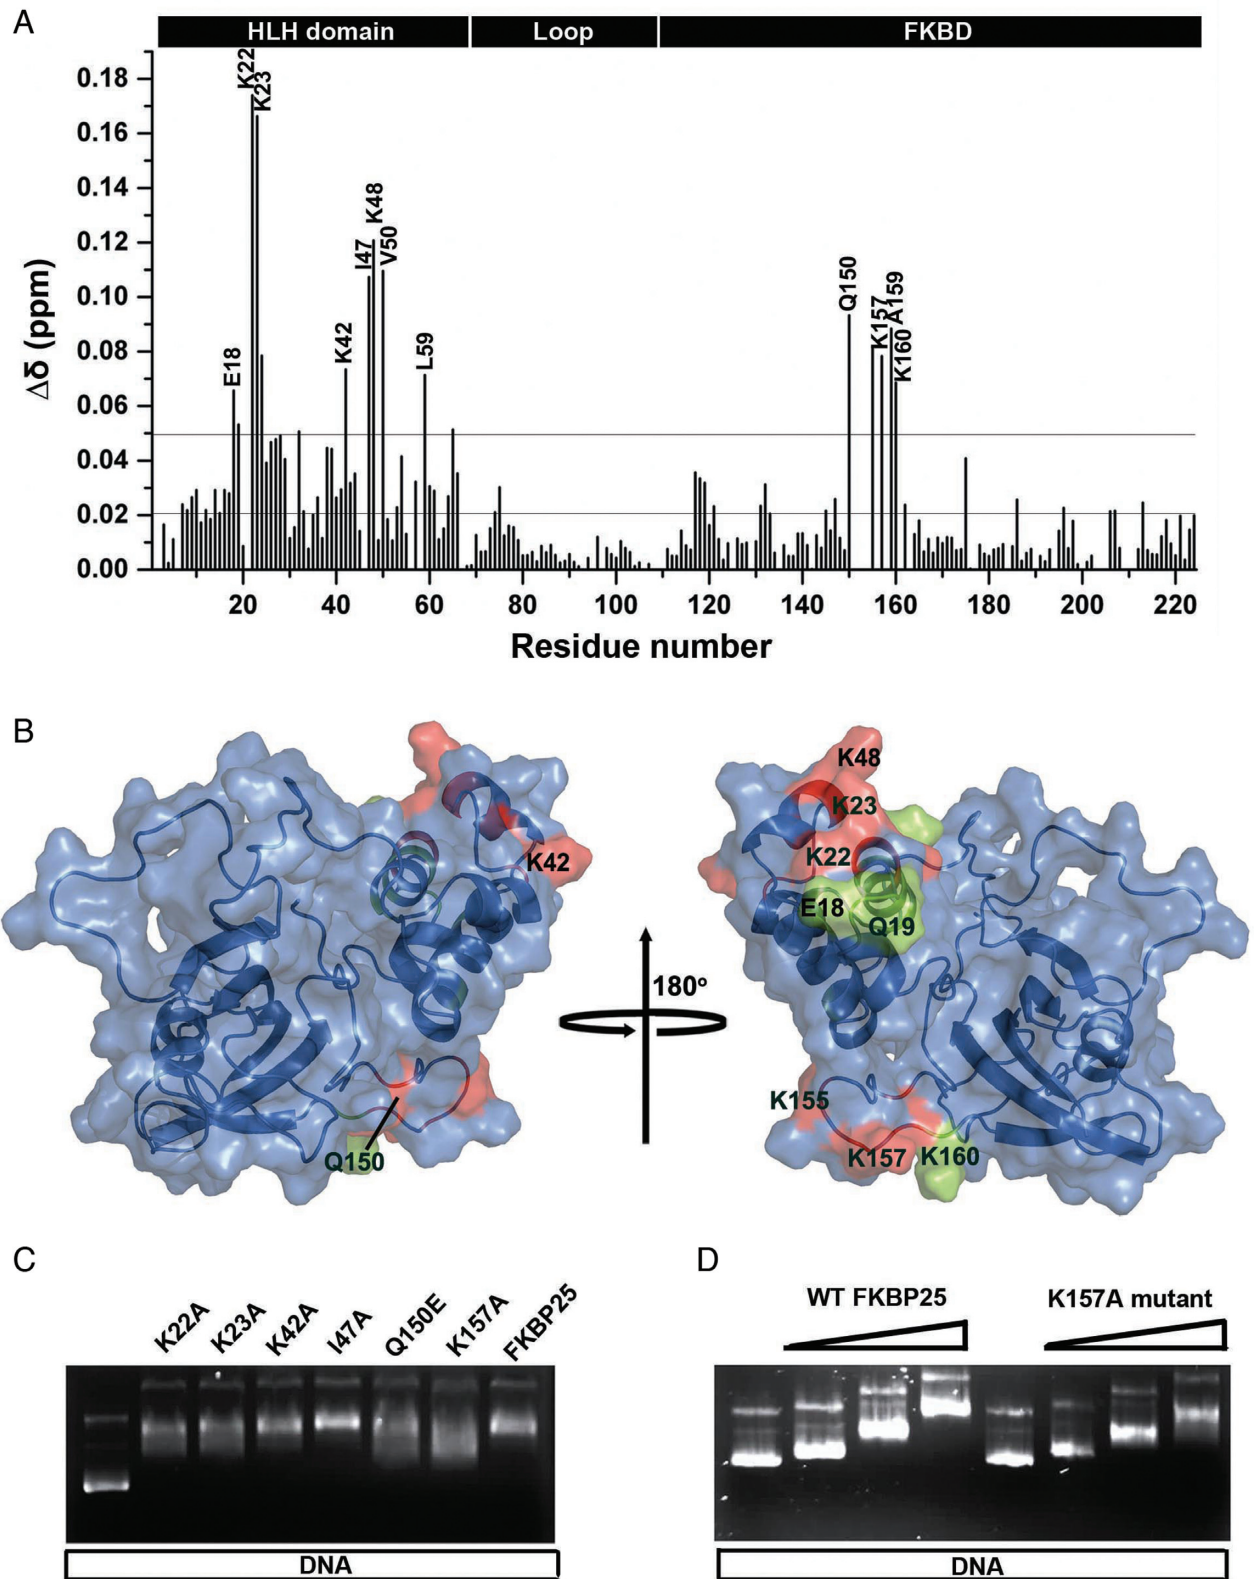 A
HLH domain Loop FKBD
Δδ (ppm)
0.18
0.16
0.14
0.12
0.10
0.08
0.06
0.04
0.02
0.00
E18
K22
K23
K42
I47
K48
V50
L59
Q150
K157
A159
K160
20 40 60 80 100 120 140 160 180 200 220
Residue number
B
K42
Q150
180°
K48
K23
K22
E18
Q19
K155
K157
K160
C
K22A K23A K42A I47A Q150E K157A FKBP25
DNA
D
WT FKBP25 K157A mutant
DNA